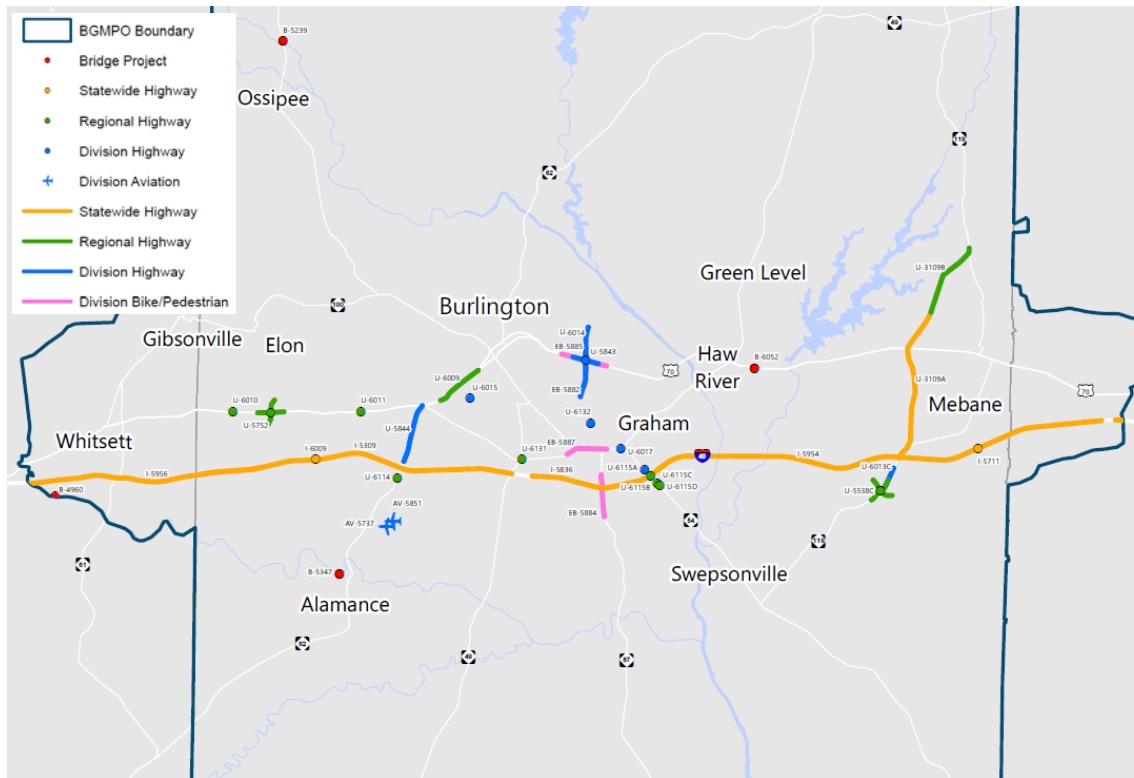 BGMPO Boundary
Bridge Project
Statewide Highway
Regional Highway
Division Highway
Division Aviation
Statewide Highway
Regional Highway
Division Highway
Division Bike/Pedestrian
B-5239
49
Ossipee
119
62
Green Level
U-3109B
100
Burlington
Gibsonville
Elon
U-6014
EB-5885
U-5843
Haw
River
B-6052
70
U-6009
U-6015
EB-5882
U-3109A
70
Mebane
U-6010
U-6011
U-5752
U-5844
U-6132
Graham
Whitsett
I-6009
I-5309
EB-5887
U-6131
U-6017
I-5711
I-5956
U-6114
I-5836
U-6115A
U-6115C
U-6115B
U-6115D
I-5954
U-6013C
U-5538C
B-4960
AV-5851
AV-5737
EB-5884
54
119
61
B-5347
Swepsonville
Alamance
62
49
87